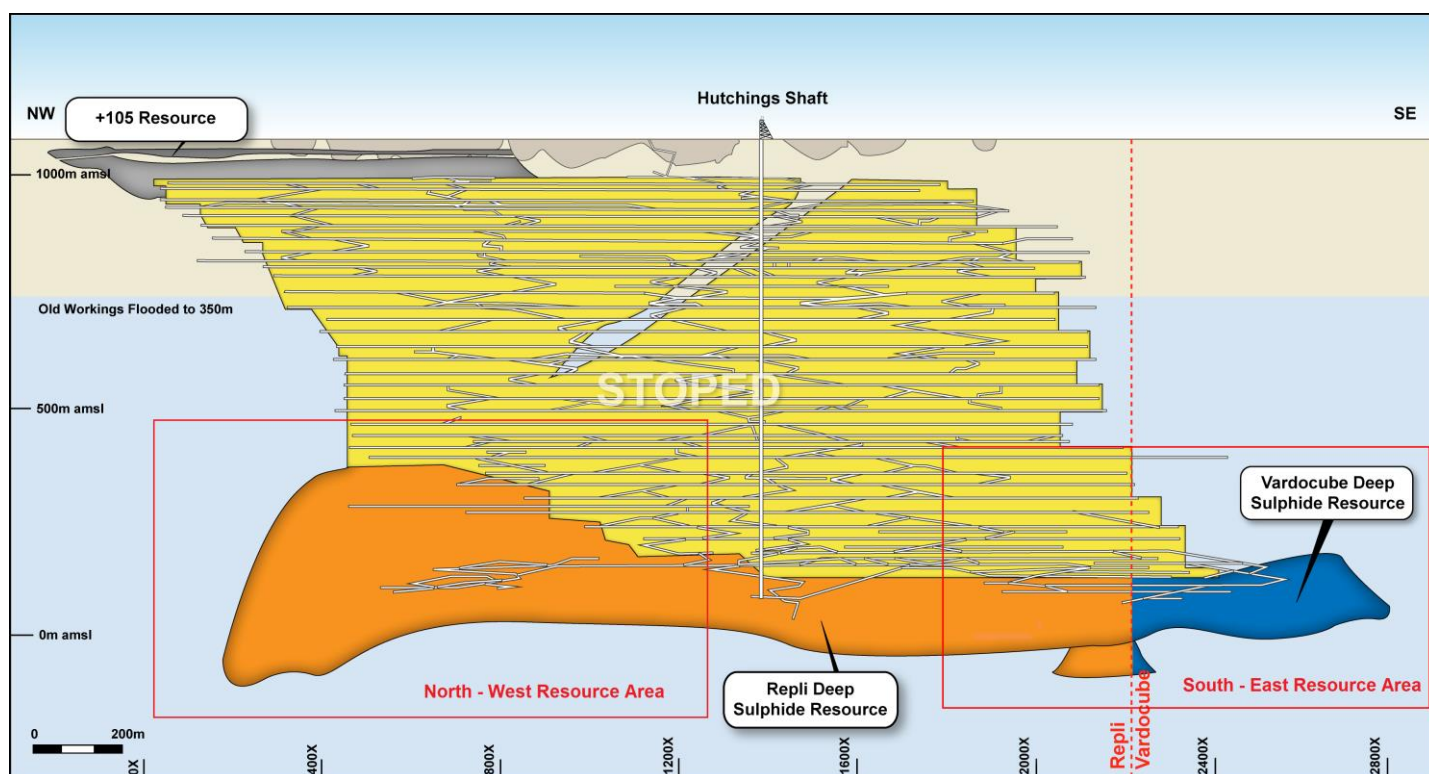 NW
+105 Resource
Hutchings Shaft
SE
1000m amsl
Old Workings Flooded to 350m
STOPED
500m amsl
Vardocube Deep
Sulphide Resource
0m amsl
North - West Resource Area
Repli Deep
Sulphide Resource
South - East Resource Area
Repli
Vardocube
0
200m
400X
800X
1200X
1600X
2000X
2400X
2800X